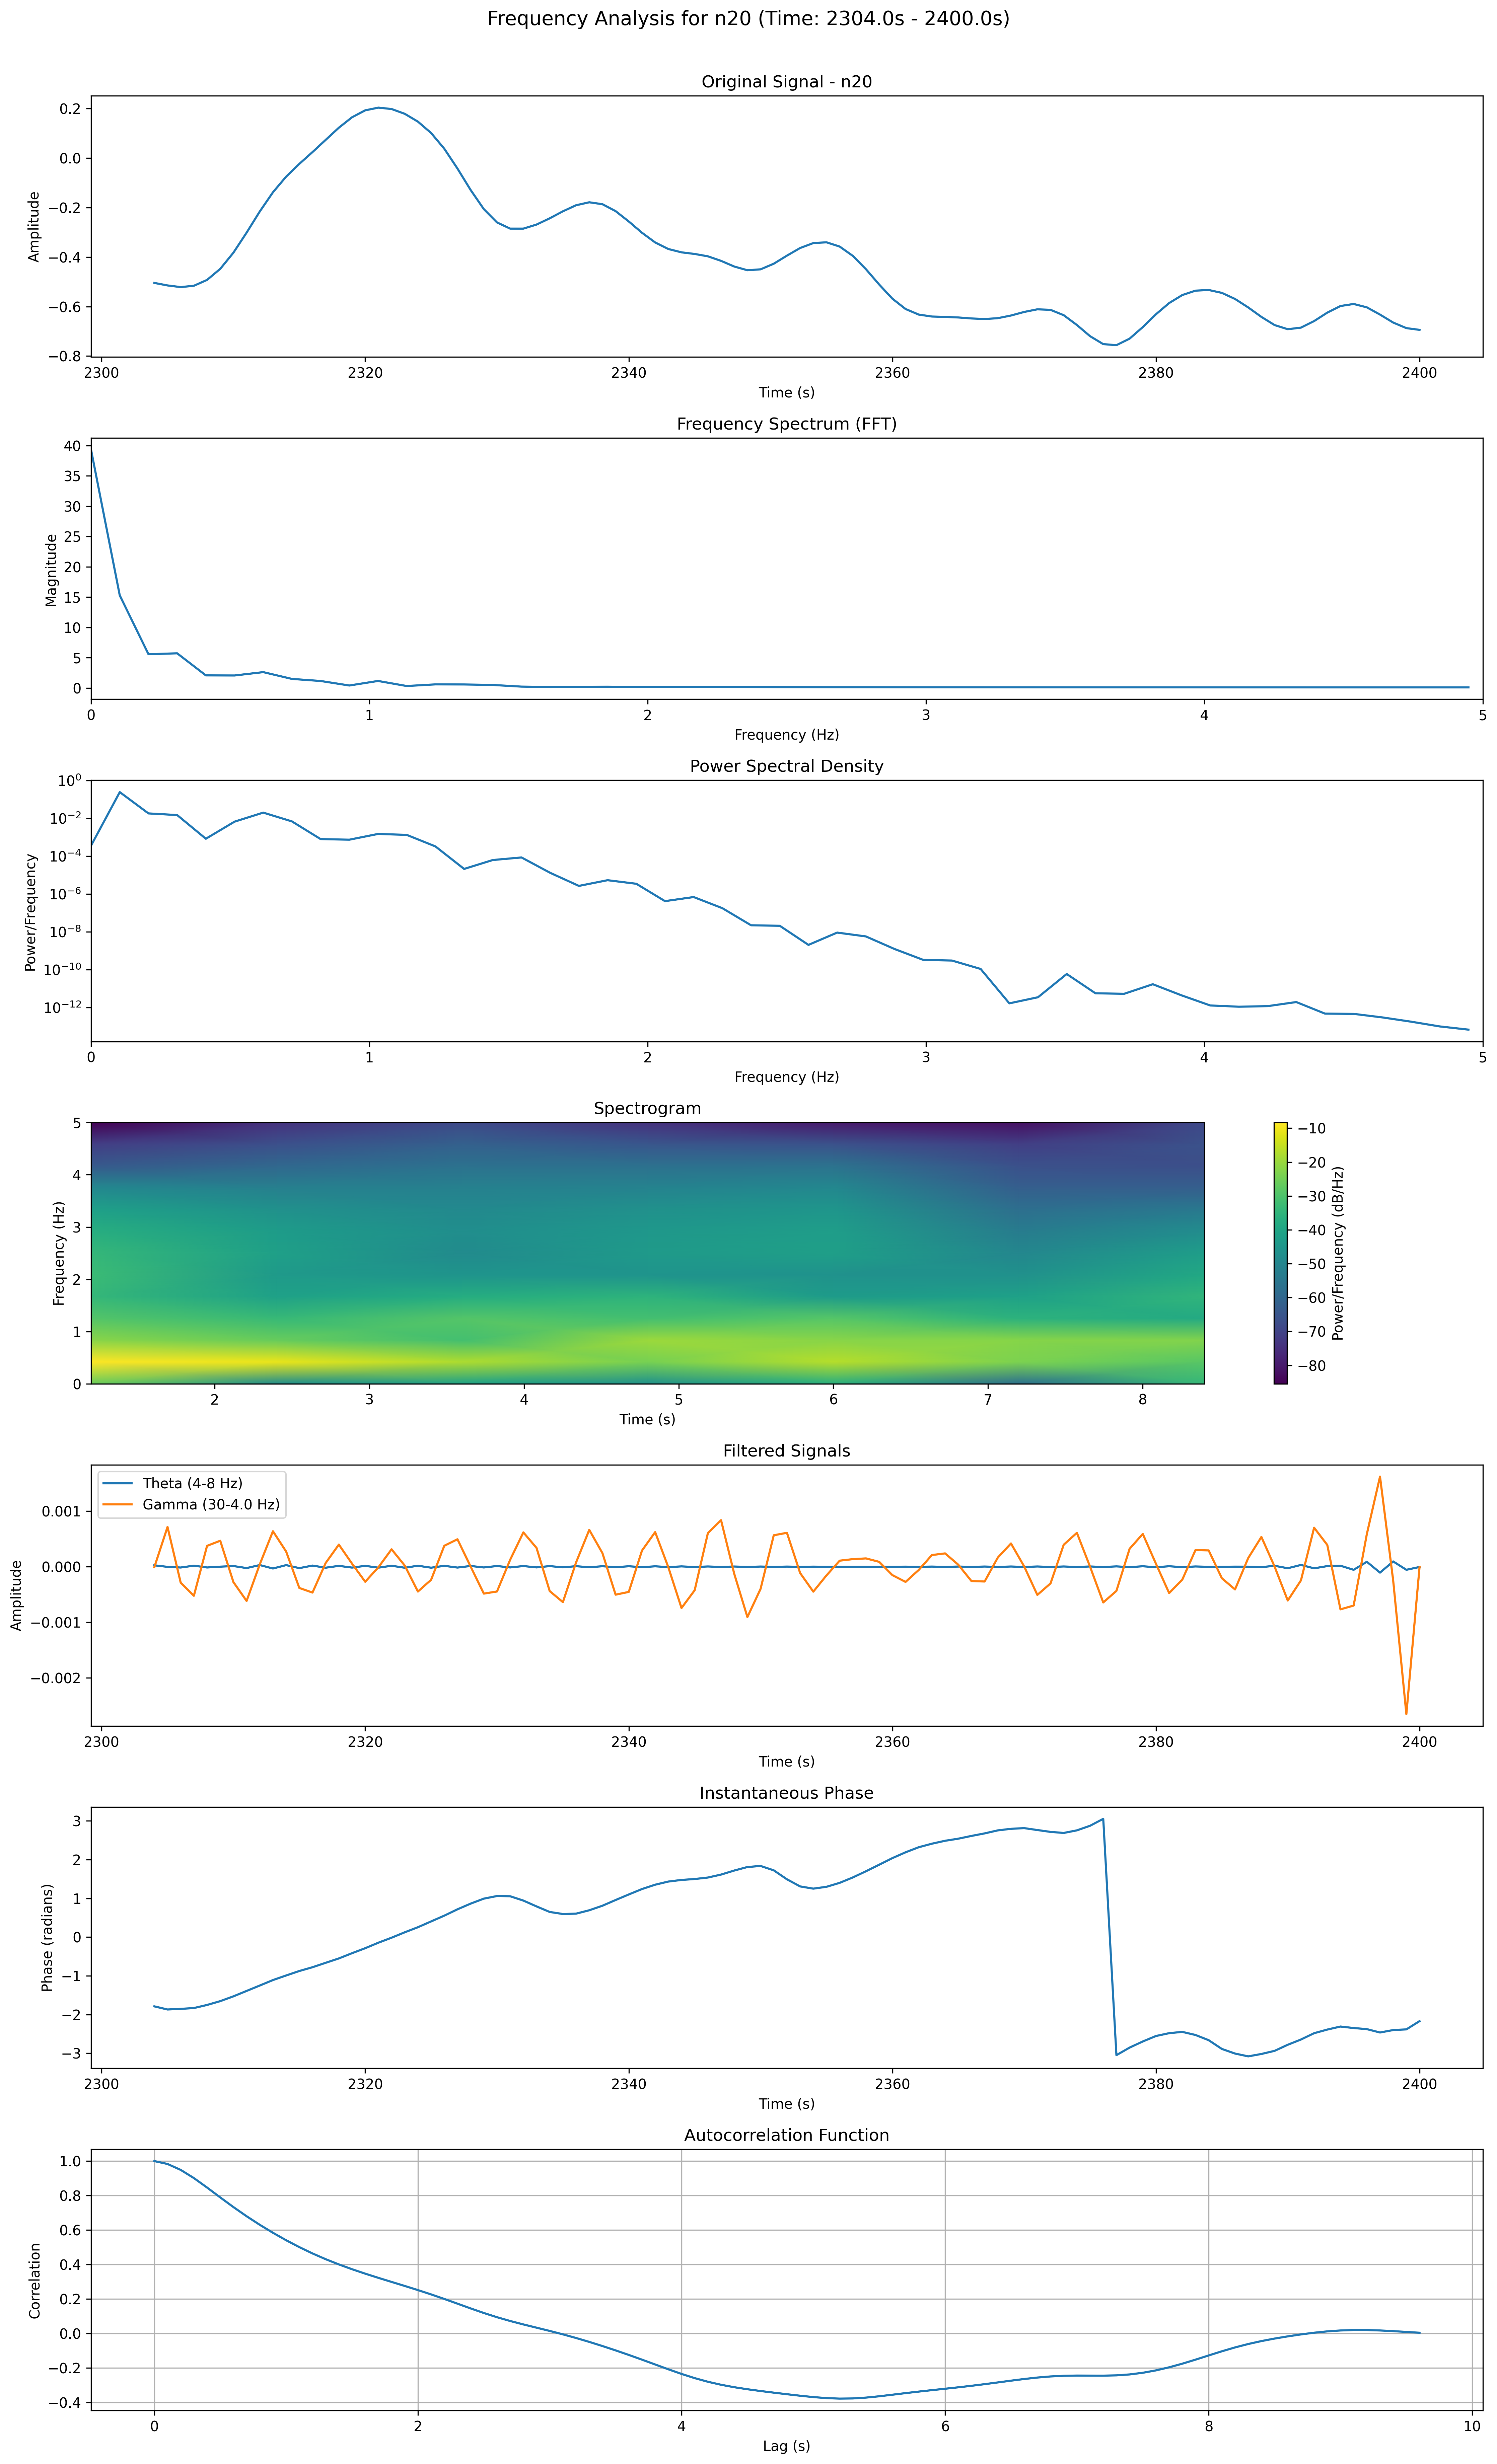 Frequency Analysis for n20 (Time: 2304.0s - 2400.0s)
Original Signal - n20
0.2
0.0
−0.2
−0.4
−0.6
−0.8
Amplitude
2300 2320 2340 2360 2380 2400
Time (s)
Frequency Spectrum (FFT)
40
35
30
25
20
15
10
5
0
Magnitude
0 1 2 3 4 5
Frequency (Hz)
Power Spectral Density
10⁰
10⁻²
10⁻⁴
10⁻⁶
10⁻⁸
10⁻¹⁰
10⁻¹²
Power/Frequency
0 1 2 3 4 5
Frequency (Hz)
Spectrogram
5
4
3
2
1
0
Frequency (Hz)
2 3 4 5 6 7 8
Time (s)
−10
−20
−30
−40
−50
−60
−70
−80
Power/Frequency (dB/Hz)
Filtered Signals
Theta (4-8 Hz)
Gamma (30-4.0 Hz)
0.001
0.000
−0.001
−0.002
Amplitude
2300 2320 2340 2360 2380 2400
Time (s)
Instantaneous Phase
3
2
1
0
−1
−2
−3
Phase (radians)
2300 2320 2340 2360 2380 2400
Time (s)
Autocorrelation Function
1.0
0.8
0.6
0.4
0.2
0.0
−0.2
−0.4
Correlation
0 2 4 6 8 10
Lag (s)